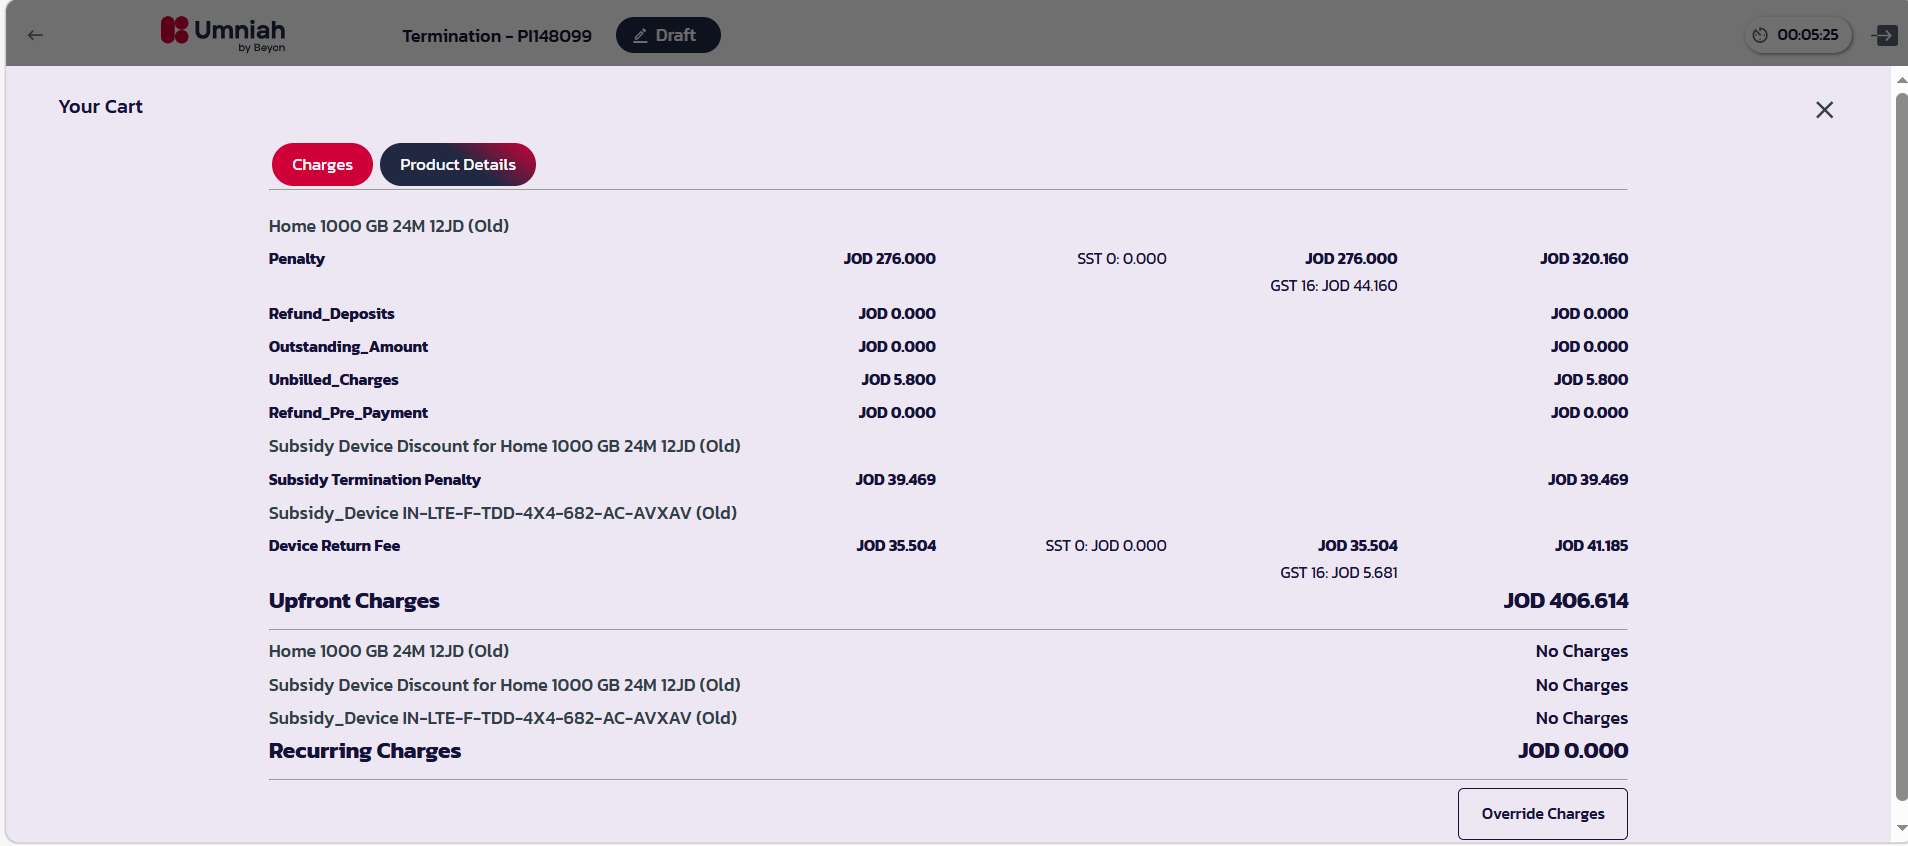 Umniah
by Beyon
Termination - PI148099
Draft
00:05:25
Your Cart
Charges
Product Details
Home 1000 GB 24M 12JD (Old)
Penalty JOD 276.000 SST 0: 0.000 JOD 276.000 JOD 320.160
GST 16: JOD 44.160
Refund_Deposits JOD 0.000 JOD 0.000
Outstanding_Amount JOD 0.000 JOD 0.000
Unbilled_Charges JOD 5.800 JOD 5.800
Refund_Pre_Payment JOD 0.000 JOD 0.000
Subsidy Device Discount for Home 1000 GB 24M 12JD (Old)
Subsidy Termination Penalty JOD 39.469 JOD 39.469
Subsidy_Device IN-LTE-F-TDD-4X4-682-AC-AVXAV (Old)
Device Return Fee JOD 35.504 SST 0: JOD 0.000 JOD 35.504 JOD 41.185
GST 16: JOD 5.681
Upfront Charges JOD 406.614
Home 1000 GB 24M 12JD (Old) No Charges
Subsidy Device Discount for Home 1000 GB 24M 12JD (Old) No Charges
Subsidy_Device IN-LTE-F-TDD-4X4-682-AC-AVXAV (Old) No Charges
Recurring Charges JOD 0.000
Override Charges